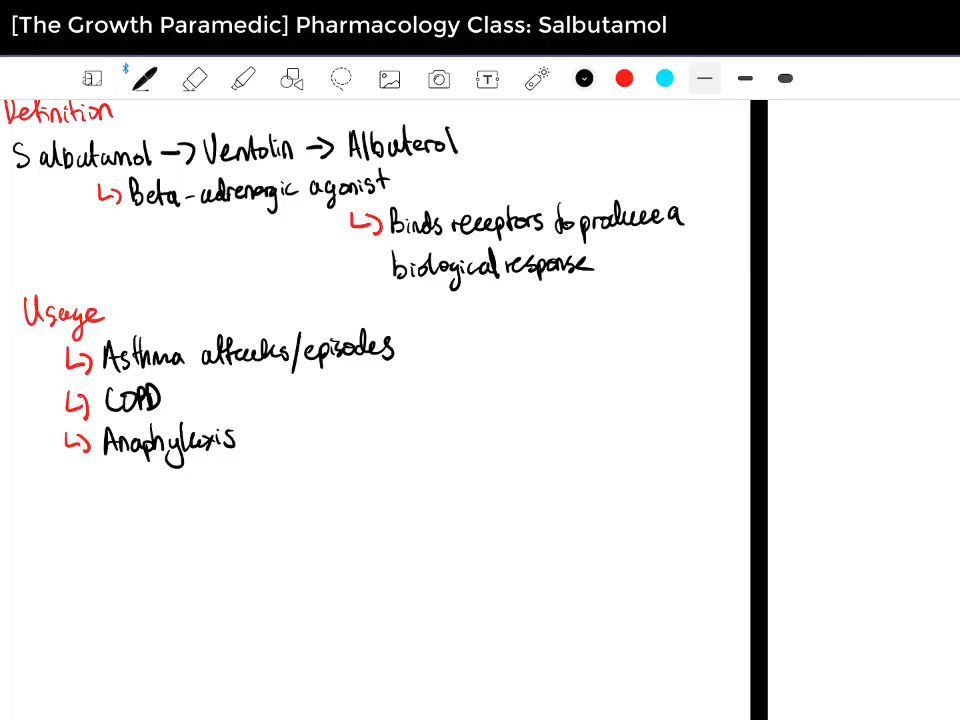 [The Growth Paramedic] Pharmacology Class: Salbutamol
Definition
Salbutamol → Ventolin → Albuterol
↳ Beta-adrenergic agonist
↳ Binds receptors to produce a
biological response
Usage
↳ Asthma attacks/episodes
↳ COPD
↳ Anaphylaxis